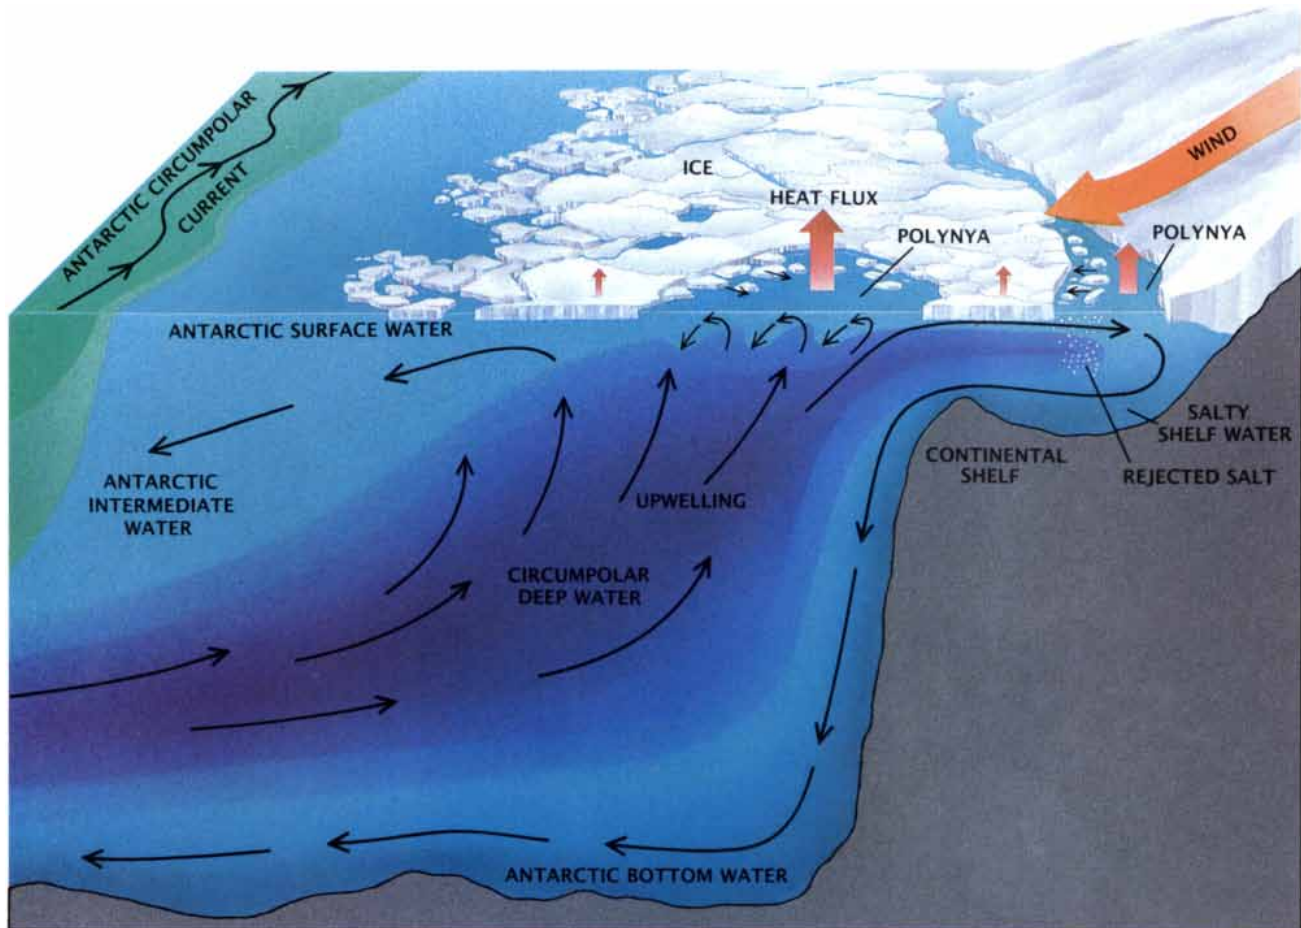 ANTARCTIC CIRCUMPOLAR
CURRENT
ICE
WIND
HEAT FLUX
POLYNYA
POLYNYA
ANTARCTIC SURFACE WATER
SALTY
SHELF WATER
CONTINENTAL
SHELF
REJECTED SALT
ANTARCTIC
INTERMEDIATE
WATER
UPWELLING
CIRCUMPOLAR
DEEP WATER
ANTARCTIC BOTTOM WATER